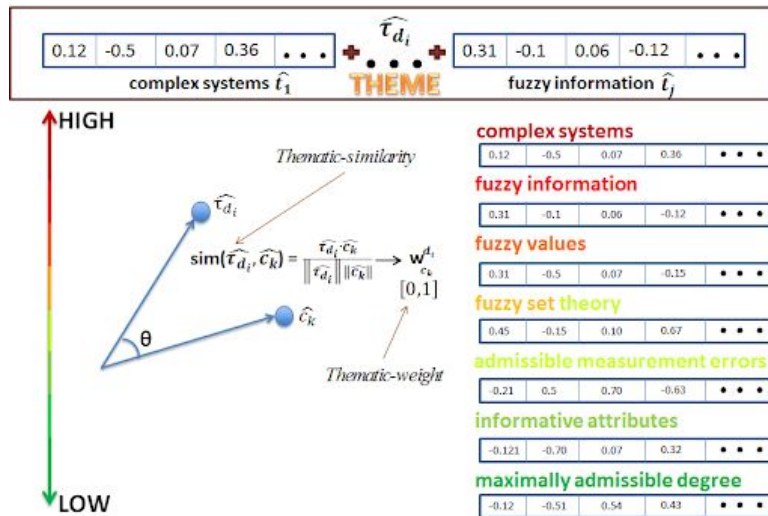 τ̂_{d_i}
0.12 -0.5 0.07 0.36 • • • + • • • + 0.31 -0.1 0.06 -0.12 • • •
complex systems t̂_1 THEME fuzzy information t̂_j
HIGH
complex systems
0.12 -0.5 0.07 0.36 • • •
Thematic-similarity
fuzzy information
0.31 -0.1 0.06 -0.12 • • •
τ̂_{d_i}
fuzzy values
0.31 -0.5 0.07 -0.15 • • •
sim(τ̂_{d_i}, ĉ_k) = τ̂_{d_i}·ĉ_k / ‖τ̂_{d_i}‖ ‖ĉ_k‖ → w_{c_k}^{d_i}
[0,1]
fuzzy set theory
0.45 -0.15 0.10 0.67 • • •
ĉ_k
θ
admissible measurement errors
-0.21 0.5 0.70 -0.63 • • •
Thematic-weight
informative attributes
-0.121 -0.70 0.07 0.32 • • •
maximally admissible degree
-0.12 -0.51 0.54 0.43 • • •
LOW